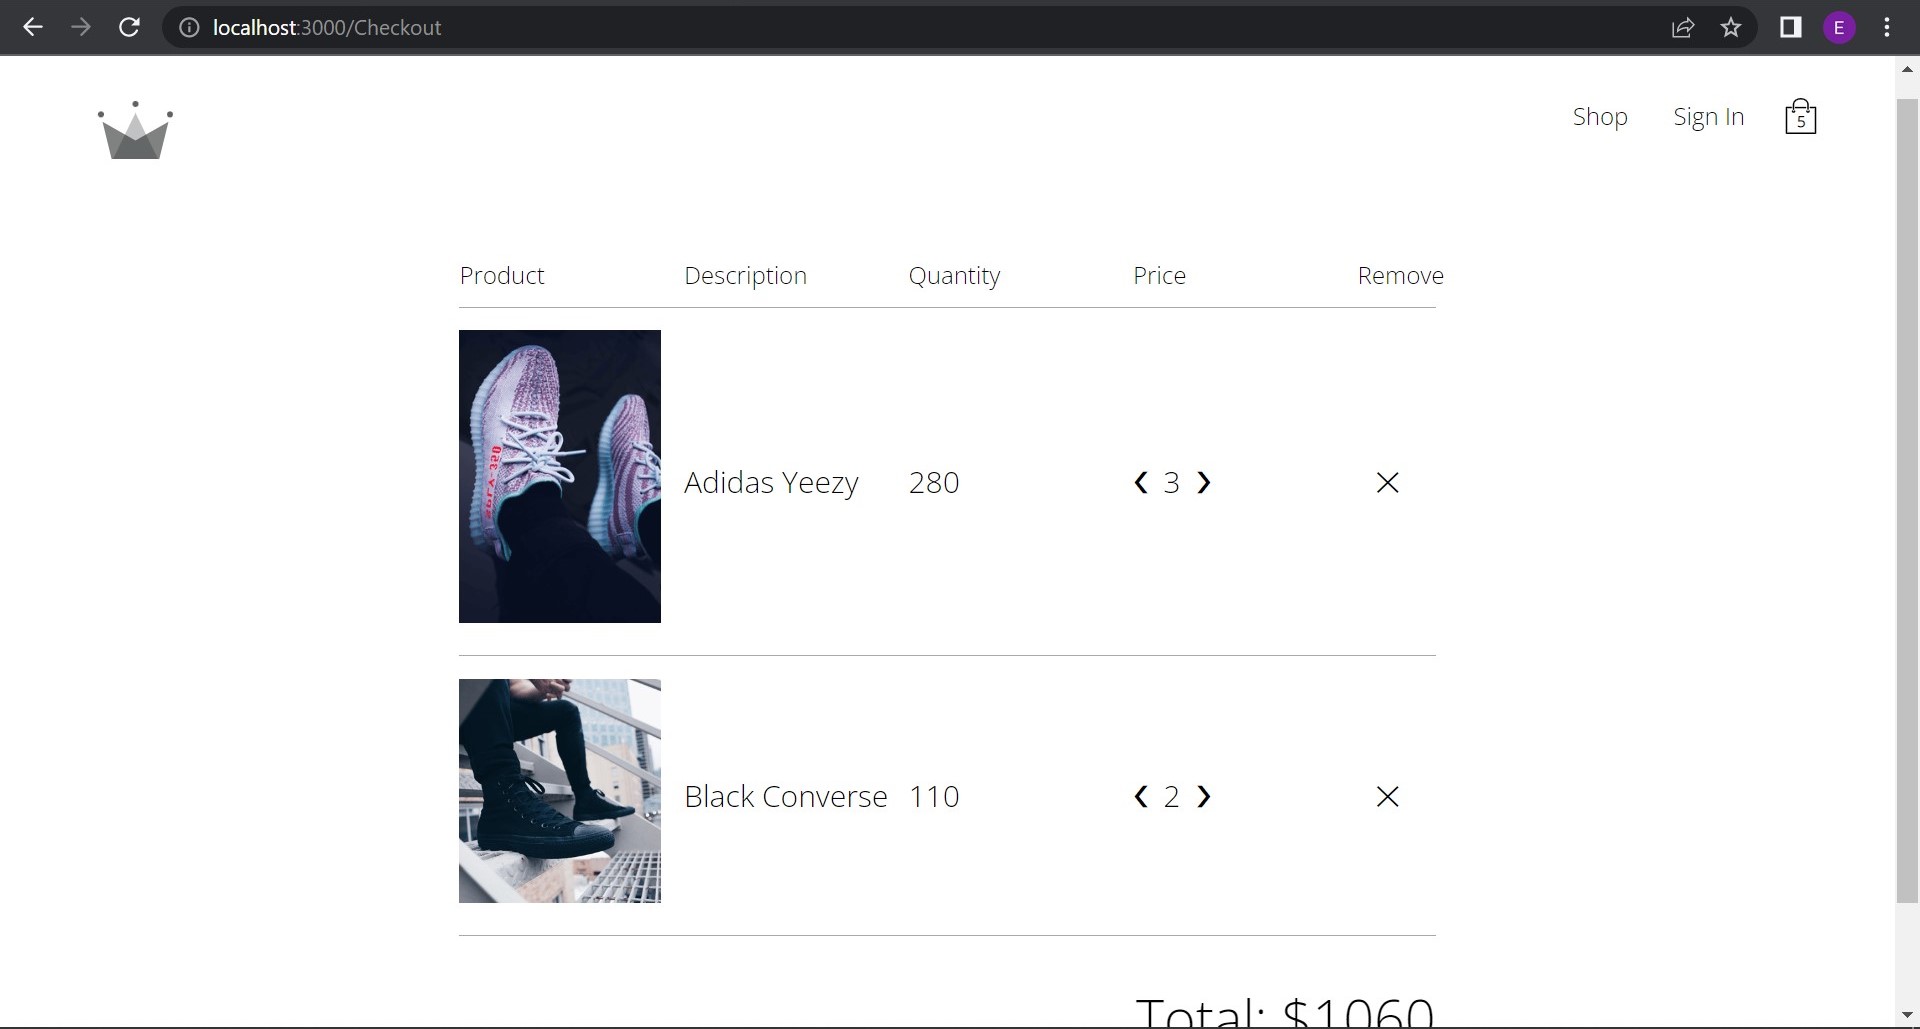 localhost:3000/Checkout
E
Shop Sign In 5
Product Description Quantity Price Remove
Adidas Yeezy 280 ❮ 3 ❯ ✕
Black Converse 110 ❮ 2 ❯ ✕
Total: $1060